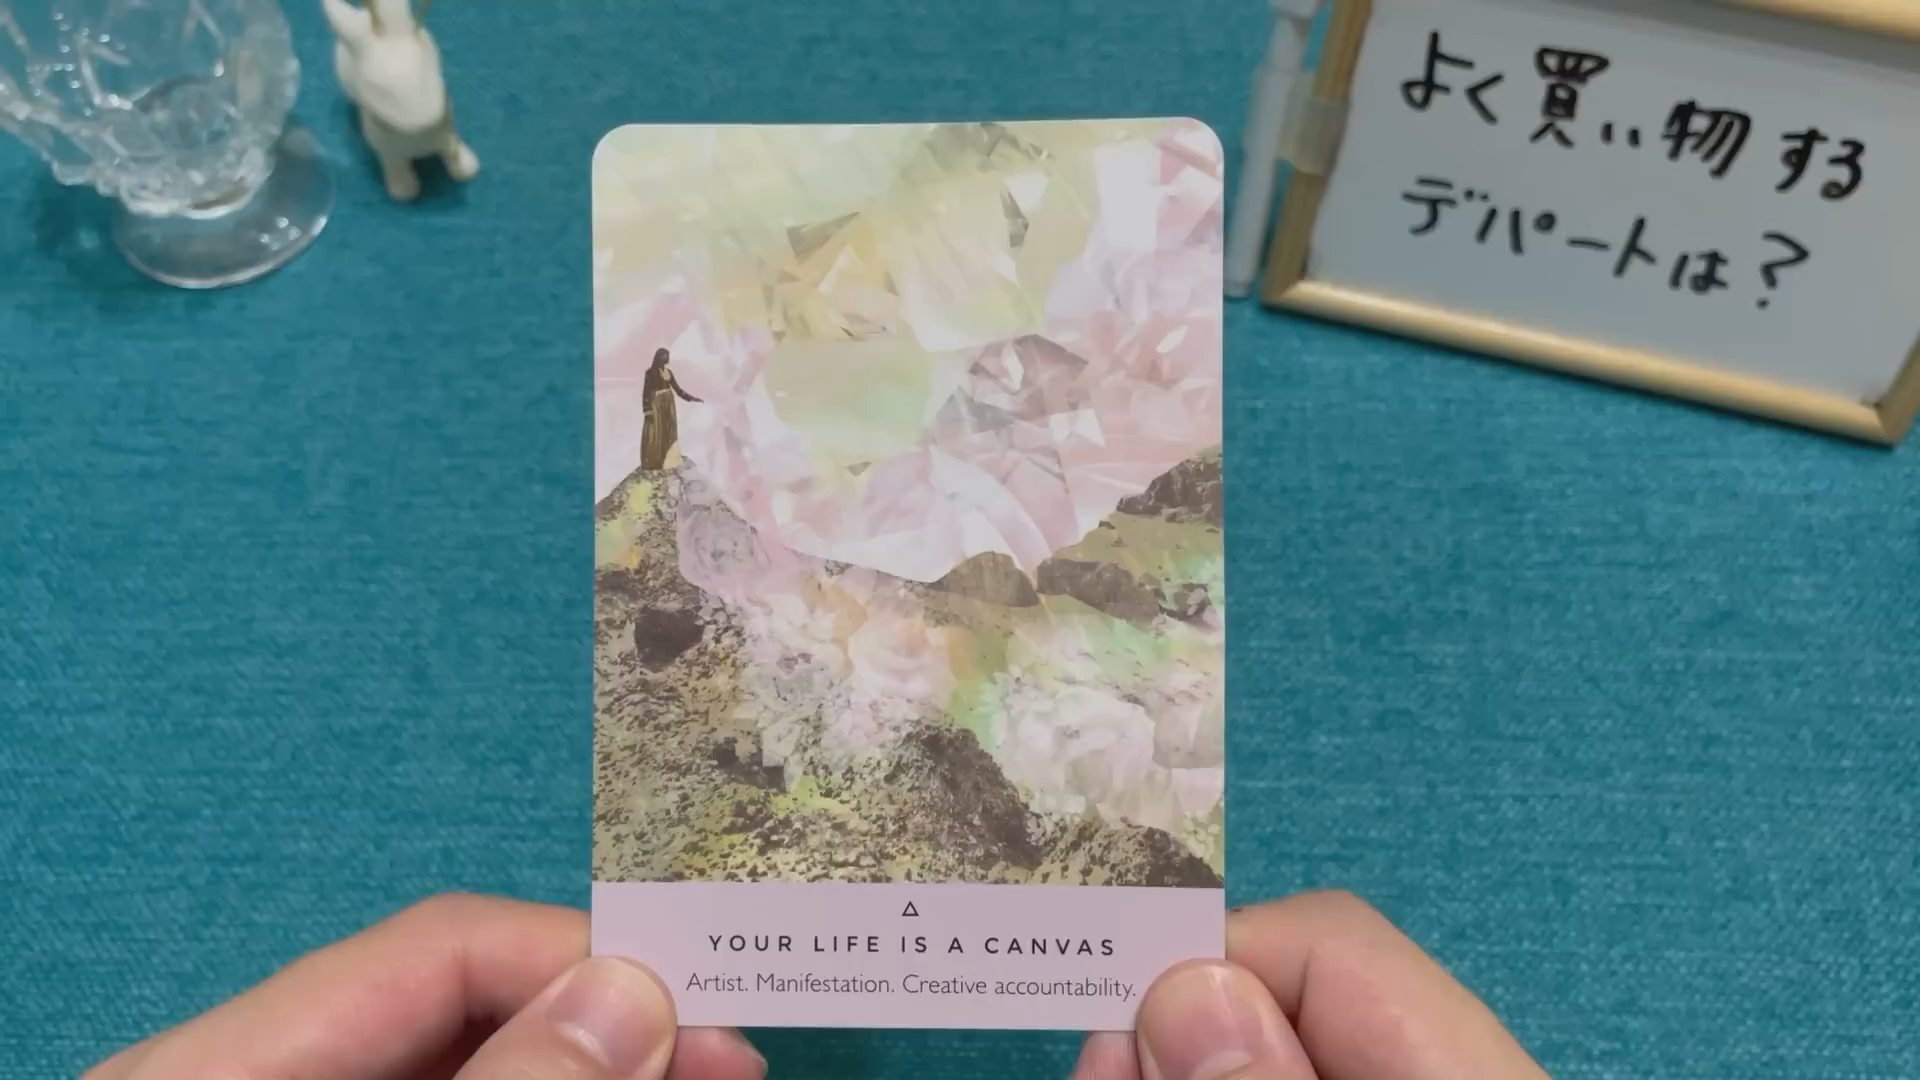 よく買い物する
デパートは?
YOUR LIFE IS A CANVAS
Artist. Manifestation. Creative accountability.